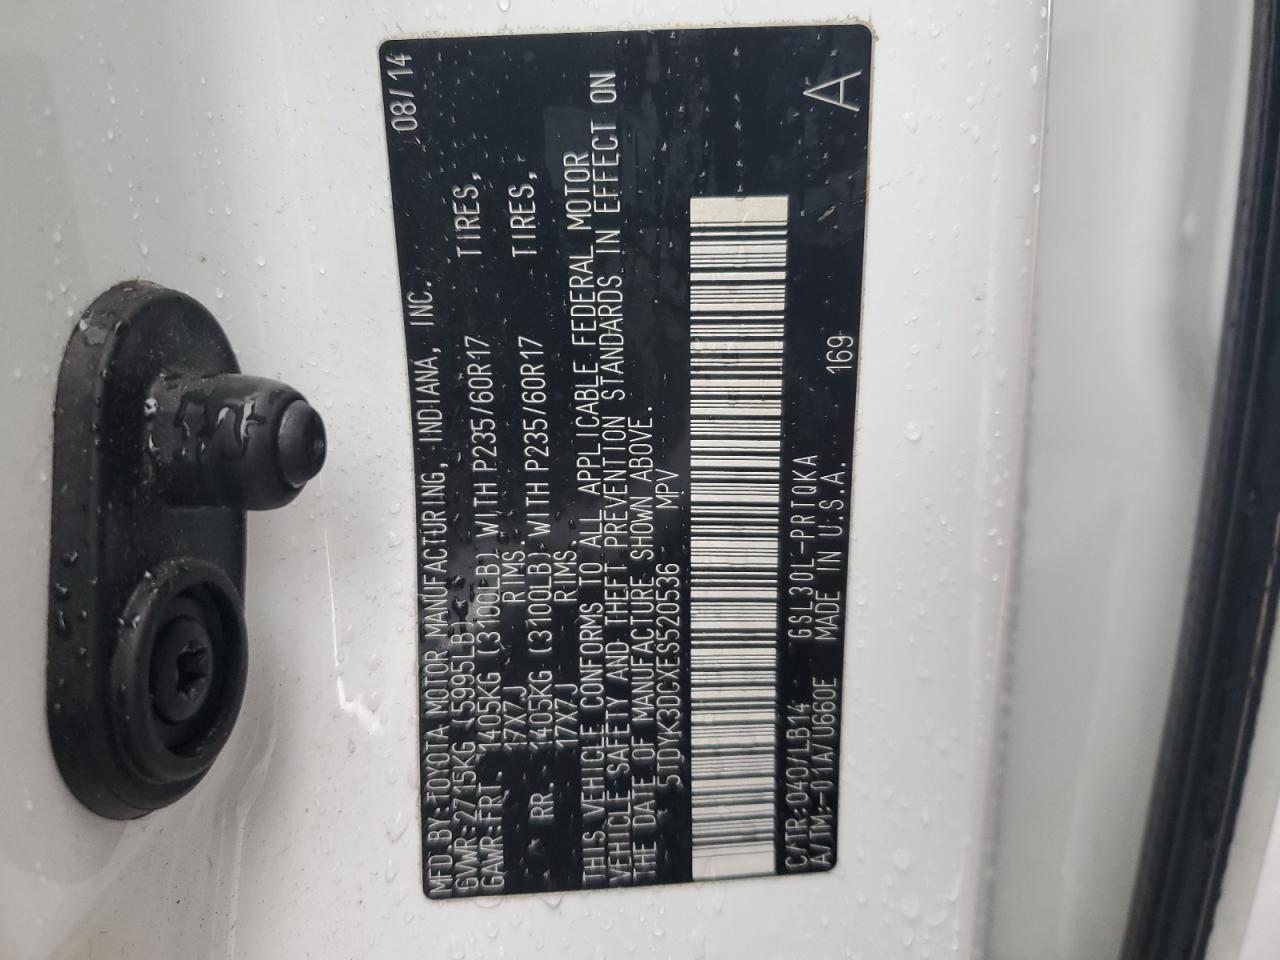 MFD.BY:TOYOTA MOTOR MANUFACTURING, INDIANA, INC. 08/14
GVWR:2715KG (5995LB)
GAWR:FRT. 1405KG (3100LB) WITH P235/60R17 TIRES,
17X7J RIMS.
RR. 1405KG (3100LB) WITH P235/60R17 TIRES,
17X7J RIMS.
THIS VEHICLE CONFORMS TO ALL APPLICABLE FEDERAL MOTOR
VEHICLE SAFETY AND THEFT PREVENTION STANDARDS IN EFFECT ON
THE DATE OF MANUFACTURE SHOWN ABOVE.
5TDYK3DCXES520536 MPV
C/TR:040/LB14 GSL30L-PRTQKA 169 A
A/TM:-01A/U660E MADE IN U.S.A.